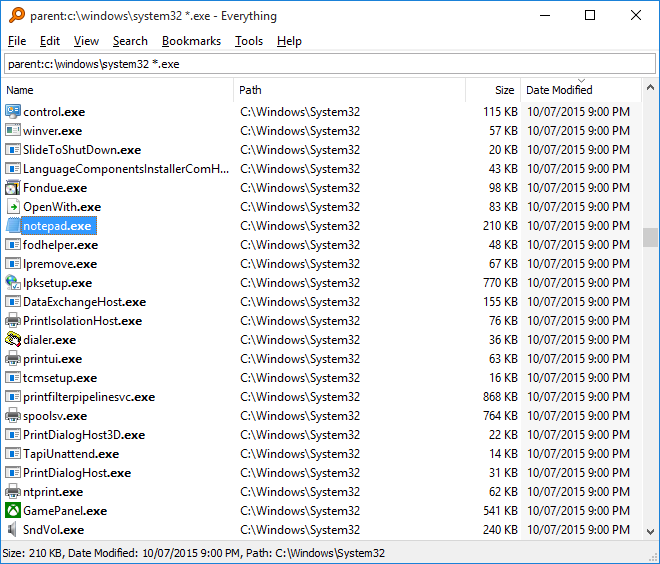 parent:c:\windows\system32 *.exe - Everything
File Edit View Search Bookmarks Tools Help
parent:c:\windows\system32 *.exe
Name Path Size Date Modified
control.exe C:\Windows\System32 115 KB 10/07/2015 9:00 PM
winver.exe C:\Windows\System32 57 KB 10/07/2015 9:00 PM
SlideToShutDown.exe C:\Windows\System32 20 KB 10/07/2015 9:00 PM
LanguageComponentsInstallerComH... C:\Windows\System32 43 KB 10/07/2015 9:00 PM
Fondue.exe C:\Windows\System32 98 KB 10/07/2015 9:00 PM
OpenWith.exe C:\Windows\System32 83 KB 10/07/2015 9:00 PM
notepad.exe C:\Windows\System32 210 KB 10/07/2015 9:00 PM
fodhelper.exe C:\Windows\System32 48 KB 10/07/2015 9:00 PM
lpremove.exe C:\Windows\System32 67 KB 10/07/2015 9:00 PM
lpksetup.exe C:\Windows\System32 770 KB 10/07/2015 9:00 PM
DataExchangeHost.exe C:\Windows\System32 155 KB 10/07/2015 9:00 PM
PrintIsolationHost.exe C:\Windows\System32 76 KB 10/07/2015 9:00 PM
dialer.exe C:\Windows\System32 36 KB 10/07/2015 9:00 PM
printui.exe C:\Windows\System32 63 KB 10/07/2015 9:00 PM
tcmsetup.exe C:\Windows\System32 16 KB 10/07/2015 9:00 PM
printfilterpipelinesvc.exe C:\Windows\System32 868 KB 10/07/2015 9:00 PM
spoolsv.exe C:\Windows\System32 764 KB 10/07/2015 9:00 PM
PrintDialogHost3D.exe C:\Windows\System32 22 KB 10/07/2015 9:00 PM
TapiUnattend.exe C:\Windows\System32 14 KB 10/07/2015 9:00 PM
PrintDialogHost.exe C:\Windows\System32 31 KB 10/07/2015 9:00 PM
ntprint.exe C:\Windows\System32 62 KB 10/07/2015 9:00 PM
GamePanel.exe C:\Windows\System32 541 KB 10/07/2015 9:00 PM
SndVol.exe C:\Windows\System32 240 KB 10/07/2015 9:00 PM
Size: 210 KB, Date Modified: 10/07/2015 9:00 PM, Path: C:\Windows\System32